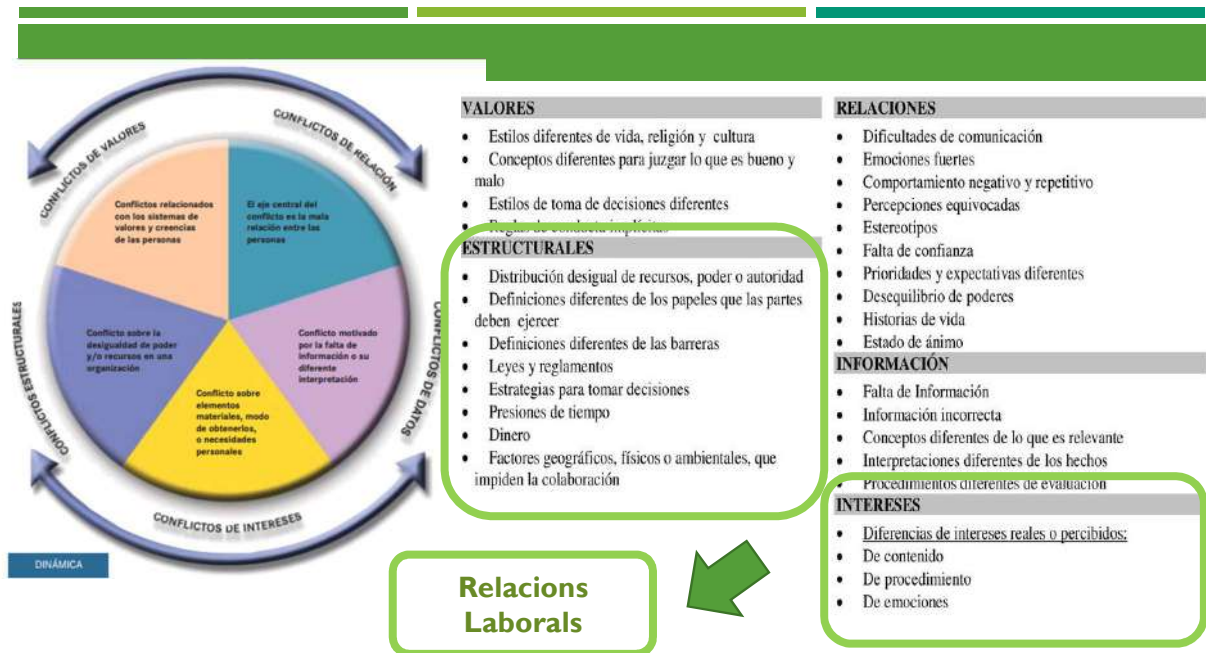 CONFLICTOS DE VALORES
CONFLICTOS DE RELACIÓN
Conflictos relacionados
con los sistemas de
valores y creencias
de las personas
El eje central del
conflicto es la mala
relación entre las
personas
CONFLICTOS ESTRUCTURALES
Conflicto sobre la
desigualdad de poder
y/o recursos en una
organización
Conflicto motivado
por la falta de
información o su
diferente
interpretación
CONFLICTOS DE DATOS
Conflicto sobre
elementos
materiales, modo
de obtenerlos,
o necesidades
personales
CONFLICTOS DE INTERESES
DINÁMICA
VALORES
• Estilos diferentes de vida, religión y cultura
• Conceptos diferentes para juzgar lo que es bueno y
malo
• Estilos de toma de decisiones diferentes
• Reglas de conducta implícitas
ESTRUCTURALES
• Distribución desigual de recursos, poder o autoridad
• Definiciones diferentes de los papeles que las partes
deben ejercer
• Definiciones diferentes de las barreras
• Leyes y reglamentos
• Estrategias para tomar decisiones
• Presiones de tiempo
• Dinero
• Factores geográficos, físicos o ambientales, que
impiden la colaboración
RELACIONES
• Dificultades de comunicación
• Emociones fuertes
• Comportamiento negativo y repetitivo
• Percepciones equivocadas
• Estereotipos
• Falta de confianza
• Prioridades y expectativas diferentes
• Desequilibrio de poderes
• Historias de vida
• Estado de ánimo
INFORMACIÓN
• Falta de Información
• Información incorrecta
• Conceptos diferentes de lo que es relevante
• Interpretaciones diferentes de los hechos
• Procedimientos diferentes de evaluación
INTERESES
• Diferencias de intereses reales o percibidos:
• De contenido
• De procedimiento
• De emociones
Relacions
Laborals